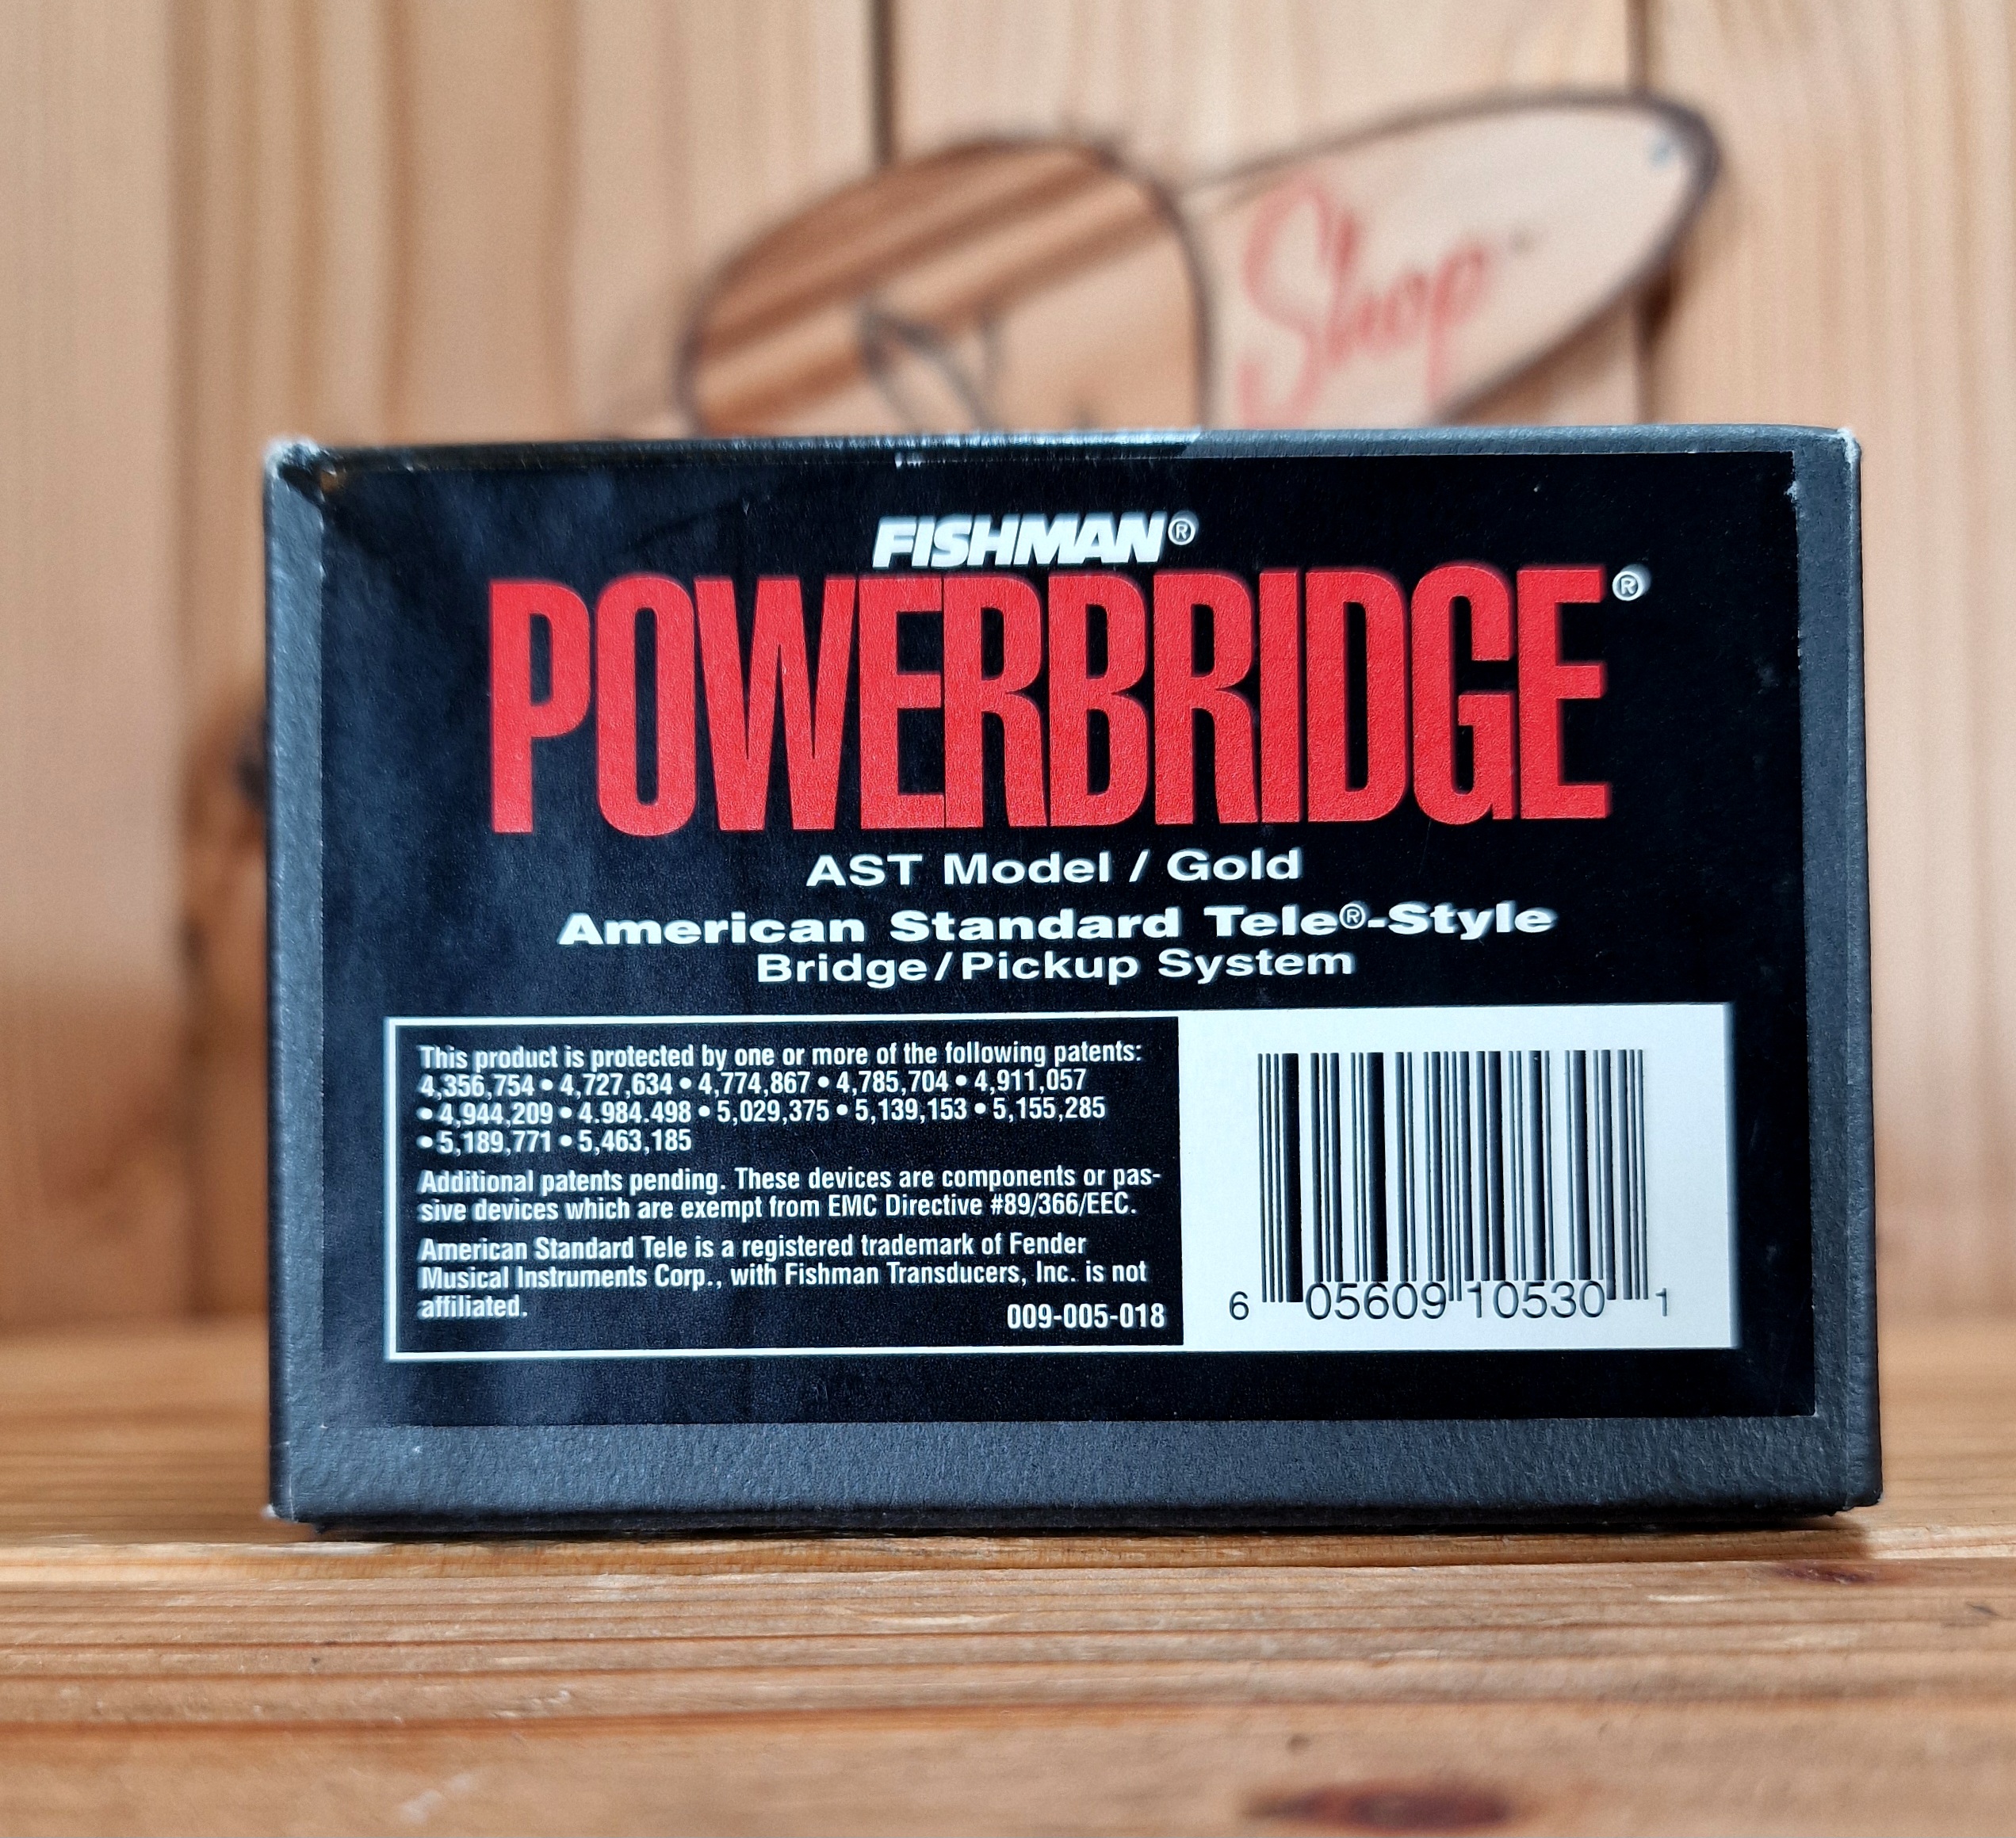 Shop
FISHMAN®
POWERBRIDGE®
AST Model / Gold
American Standard Tele®-Style
Bridge/Pickup System
This product is protected by one or more of the following patents:
4,356,754 • 4,727,634 • 4,774,867 • 4,785,704 • 4,911,057
• 4,944,209 • 4.984.498 • 5,029,375 • 5,139,153 • 5,155,285
• 5,189,771 • 5,463,185
Additional patents pending. These devices are components or pas-
sive devices which are exempt from EMC Directive #89/366/EEC.
American Standard Tele is a registered trademark of Fender
Musical Instruments Corp., with Fishman Transducers, Inc. is not
affiliated.
009-005-018
6 05609 10530 1